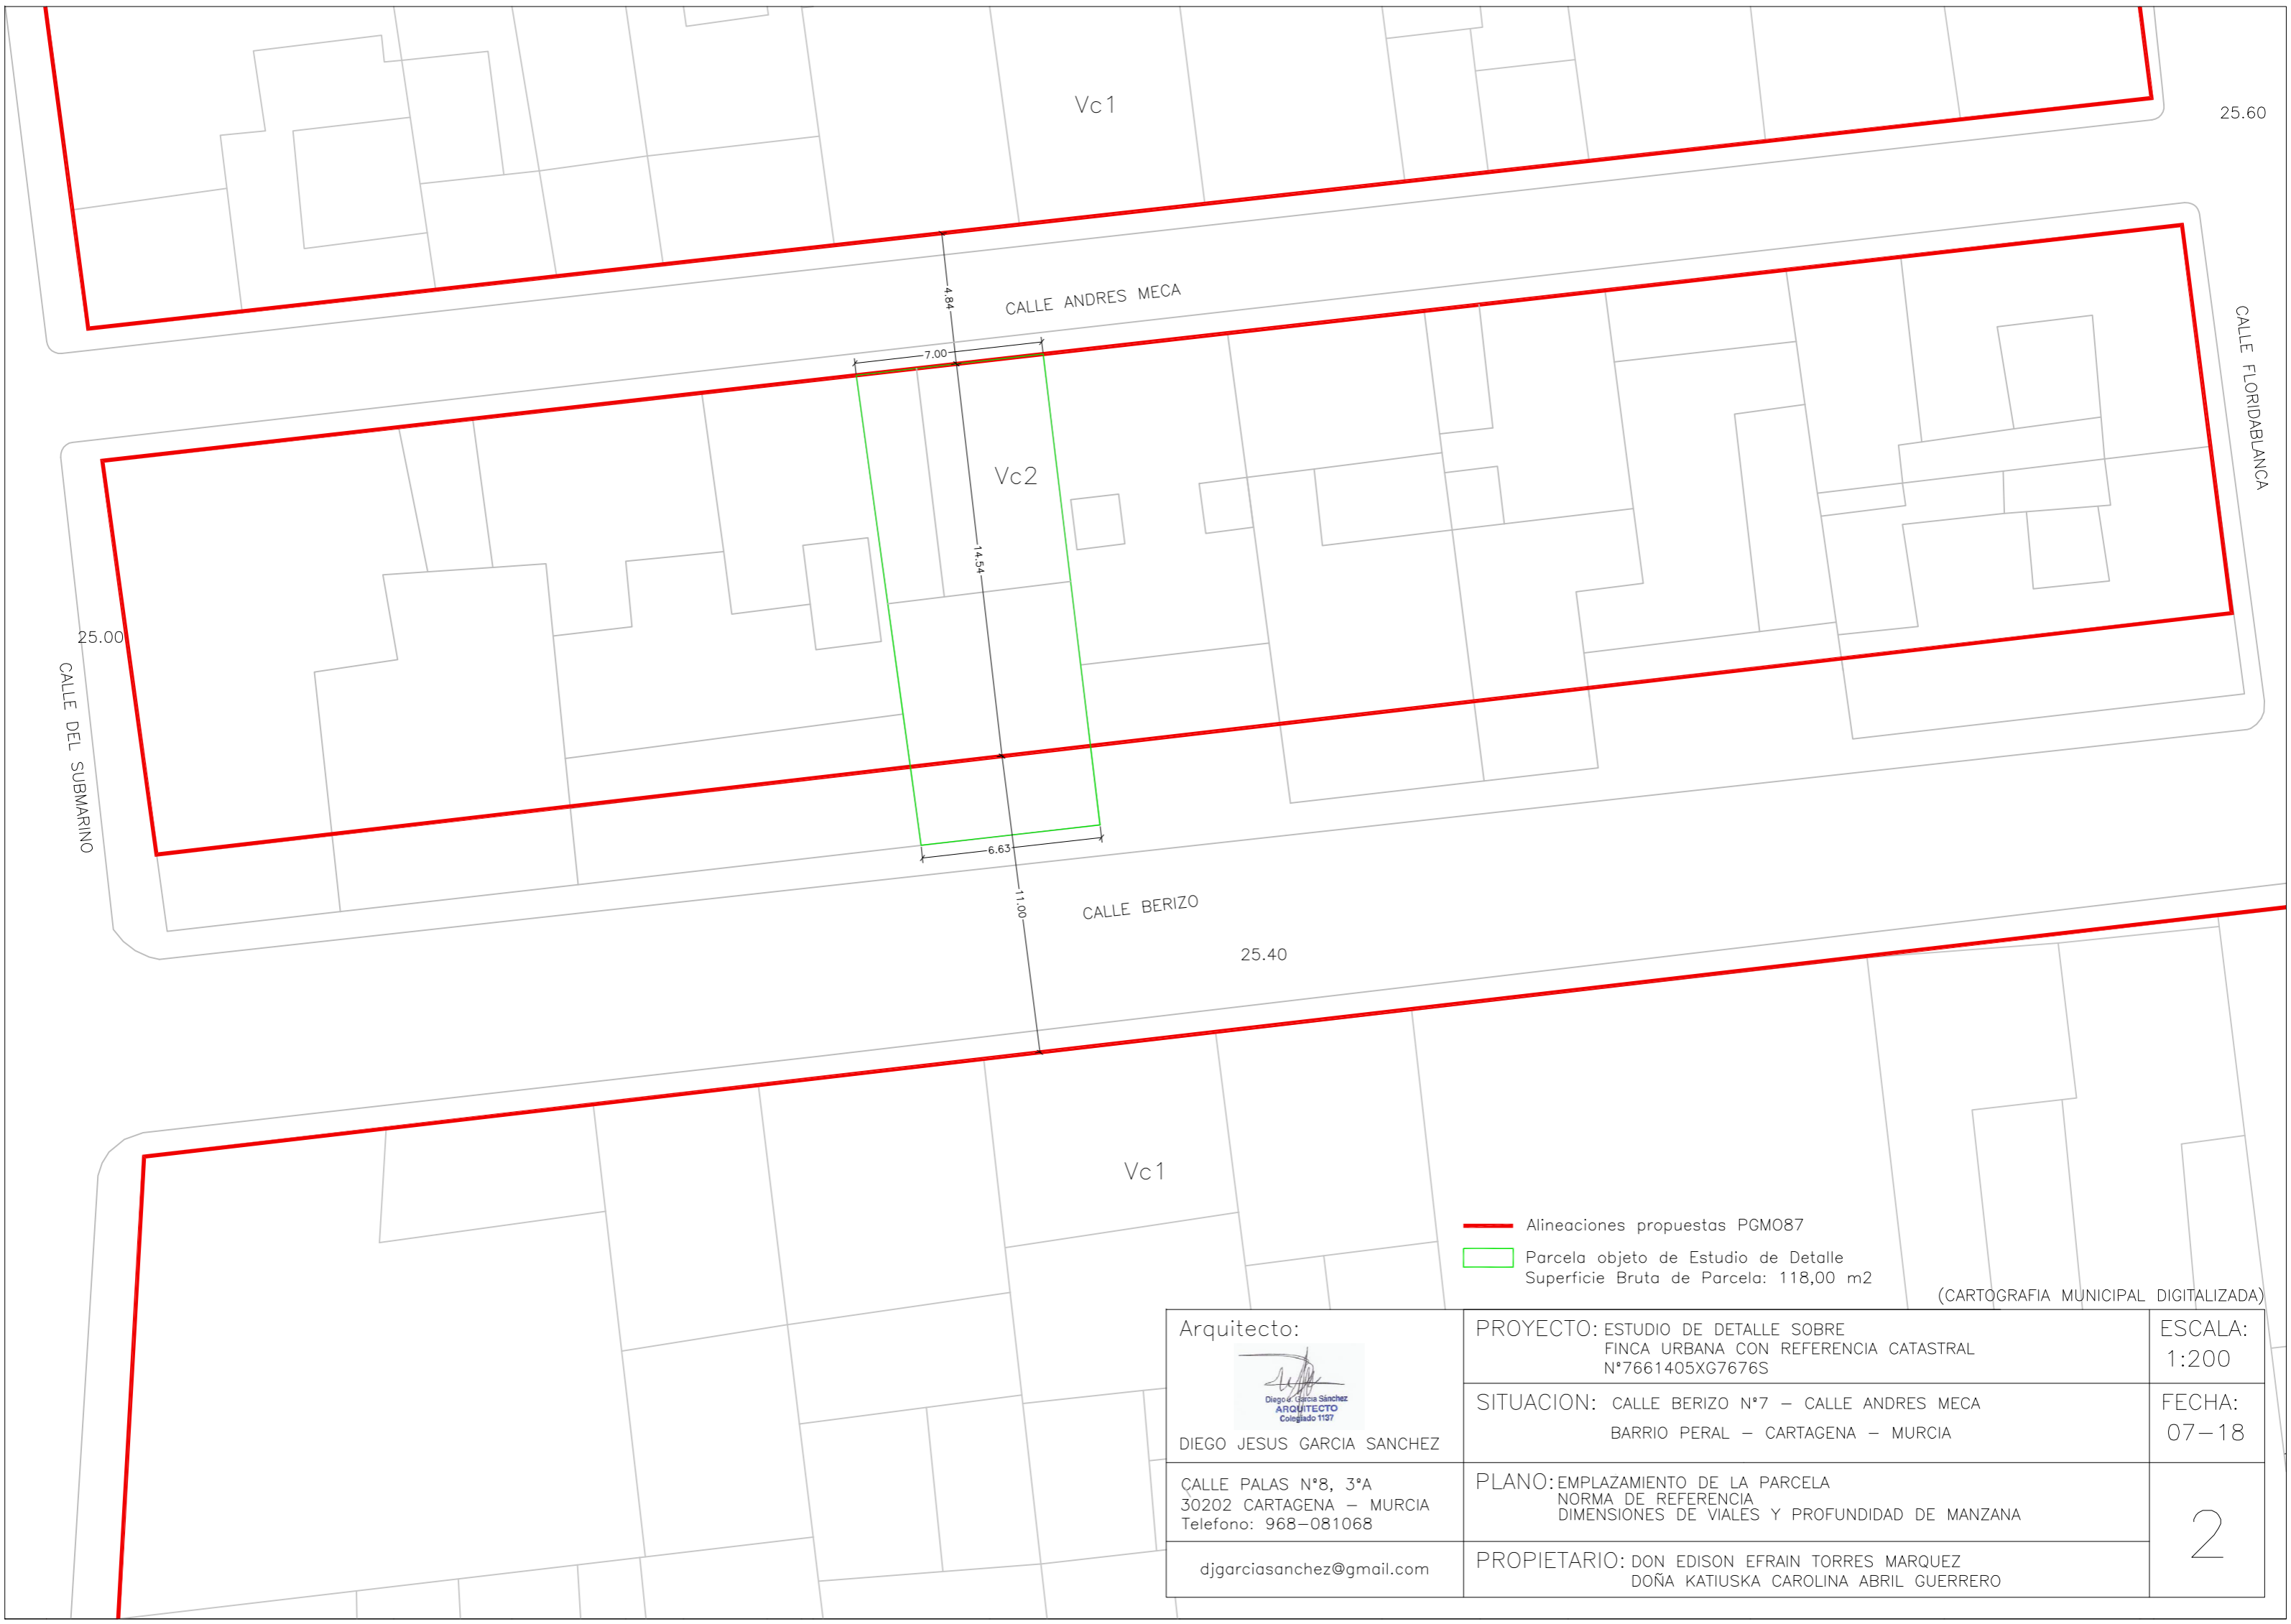 Vc1
25.60
4.84
CALLE ANDRES MECA
7.00
CALLE FLORIDABLANCA
Vc2
14.54
25.00
CALLE DEL SUBMARINO
6.63
11.00
CALLE BERIZO
25.40
Vc1
Alineaciones propuestas PGMO87
Parcela objeto de Estudio de Detalle
Superficie Bruta de Parcela: 118,00 m2
(CARTOGRAFIA MUNICIPAL DIGITALIZADA)
Arquitecto:
Diego J. García Sánchez
ARQUITECTO
Colegiado 1137
DIEGO JESUS GARCIA SANCHEZ
CALLE PALAS Nº8, 3ºA
30202 CARTAGENA – MURCIA
Telefono: 968–081068
djgarciasanchez@gmail.com
PROYECTO: ESTUDIO DE DETALLE SOBRE
FINCA URBANA CON REFERENCIA CATASTRAL
Nº7661405XG7676S
SITUACION: CALLE BERIZO Nº7 – CALLE ANDRES MECA
BARRIO PERAL – CARTAGENA – MURCIA
PLANO: EMPLAZAMIENTO DE LA PARCELA
NORMA DE REFERENCIA
DIMENSIONES DE VIALES Y PROFUNDIDAD DE MANZANA
PROPIETARIO: DON EDISON EFRAIN TORRES MARQUEZ
DOÑA KATIUSKA CAROLINA ABRIL GUERRERO
ESCALA:
1:200
FECHA:
07–18
2